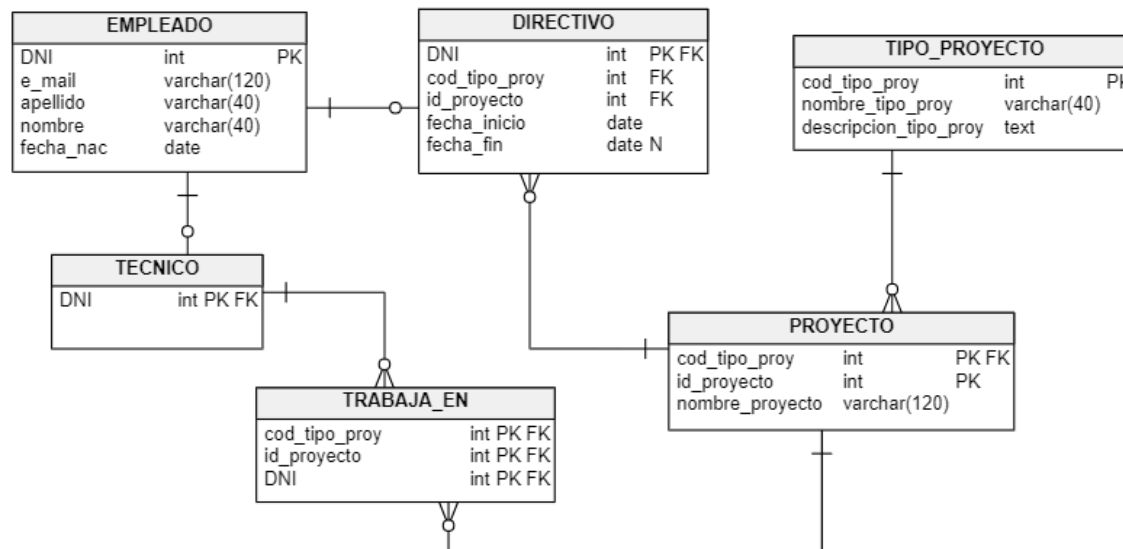 EMPLEADO
DNI int PK
e_mail varchar(120)
apellido varchar(40)
nombre varchar(40)
fecha_nac date
DIRECTIVO
DNI int PK FK
cod_tipo_proy int FK
id_proyecto int FK
fecha_inicio date
fecha_fin date N
TIPO_PROYECTO
cod_tipo_proy int PK
nombre_tipo_proy varchar(40)
descripcion_tipo_proy text
TECNICO
DNI int PK FK
PROYECTO
cod_tipo_proy int PK FK
id_proyecto int PK
nombre_proyecto varchar(120)
TRABAJA_EN
cod_tipo_proy int PK FK
id_proyecto int PK FK
DNI int PK FK